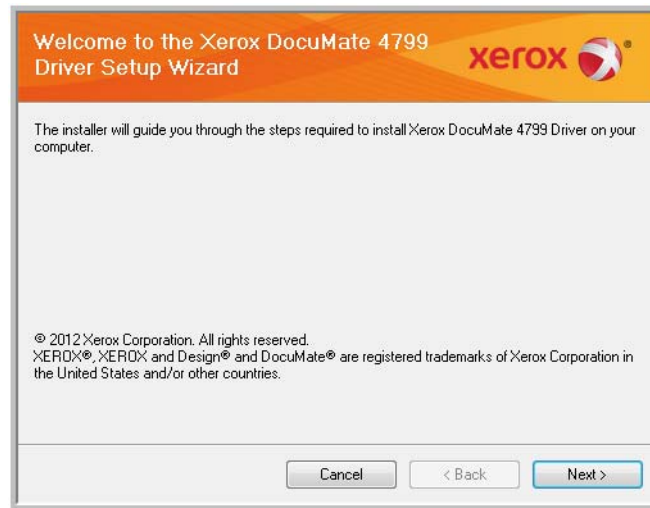 Welcome to the Xerox DocuMate 4799
Driver Setup Wizard
xerox
The installer will guide you through the steps required to install Xerox DocuMate 4799 Driver on your
computer.
© 2012 Xerox Corporation. All rights reserved.
XEROX®, XEROX and Design® and DocuMate® are registered trademarks of Xerox Corporation in
the United States and/or other countries.
Cancel
< Back
Next >